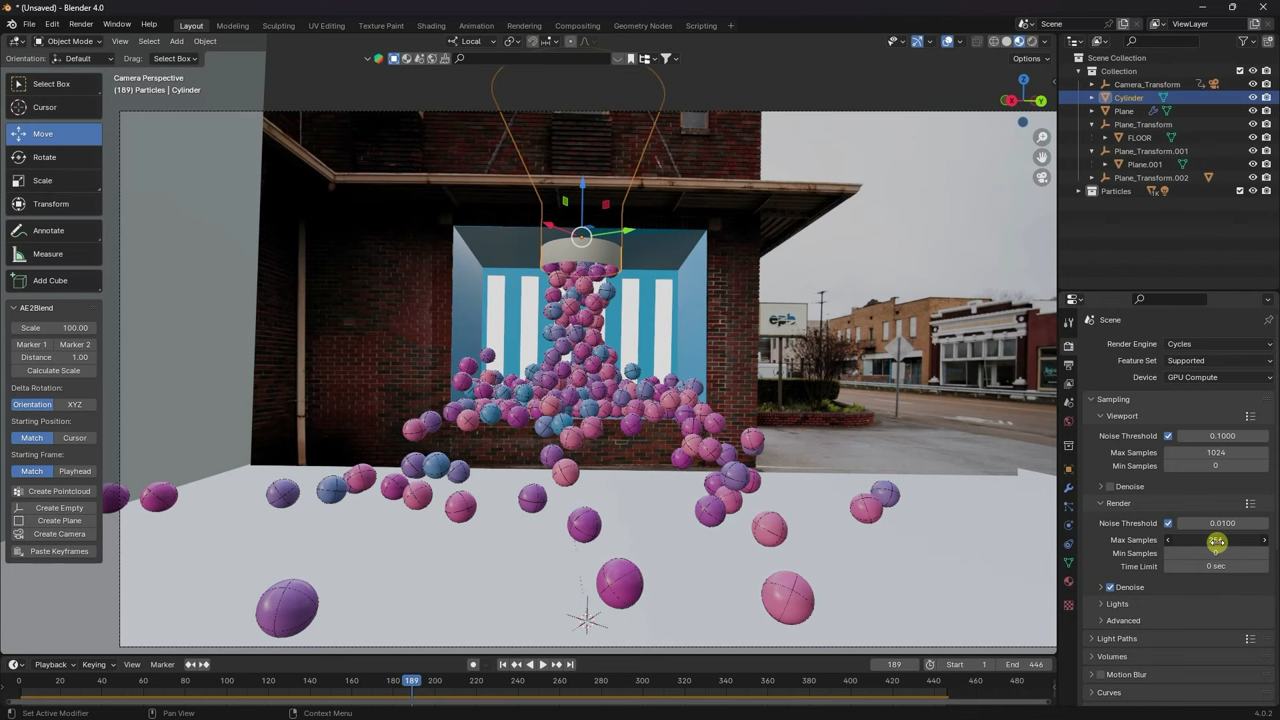 * (Unsaved) - Blender 4.0
File Edit Render Window Help Layout Modeling Sculpting UV Editing Texture Paint Shading Animation Rendering Compositing Geometry Nodes Scripting + Scene ViewLayer
Object Mode View Select Add Object Local
Orientation: Default Drag: Select Box Options
Select Box
Cursor
Move
Rotate
Scale
Transform
Annotate
Measure
Add Cube
AE2Blend
Scale 100.00
Marker 1 Marker 2
Distance 1.00
Calculate Scale
Delta Rotation:
Orientation XYZ
Starting Position:
Match Cursor
Starting Frame:
Match Playhead
Create Pointcloud
Create Empty
Create Plane
Create Camera
Paste Keyframes
Camera Perspective
(189) Particles | Cylinder
Z
X
Y
epb
Scene Collection
Collection
Camera_Transform
Cylinder
Plane
Plane_Transform
FLOOR
Plane_Transform.001
Plane.001
Plane_Transform.002
Particles
Scene
Render Engine Cycles
Feature Set Supported
Device GPU Compute
Sampling
Viewport
Noise Threshold 0.1000
Max Samples 1024
Min Samples 0
Denoise
Render
Noise Threshold 0.0100
Max Samples
Min Samples 0
Time Limit 0 sec
Denoise
Lights
Advanced
Light Paths
Volumes
Motion Blur
Curves
Playback Keying View Marker 189 Start 1 End 446
0 20 40 60 80 100 120 140 160 180 189 200 220 240 260 280 300 320 340 360 380 400 420 440 460 480
Set Active Modifier Pan View Context Menu 4.0.2